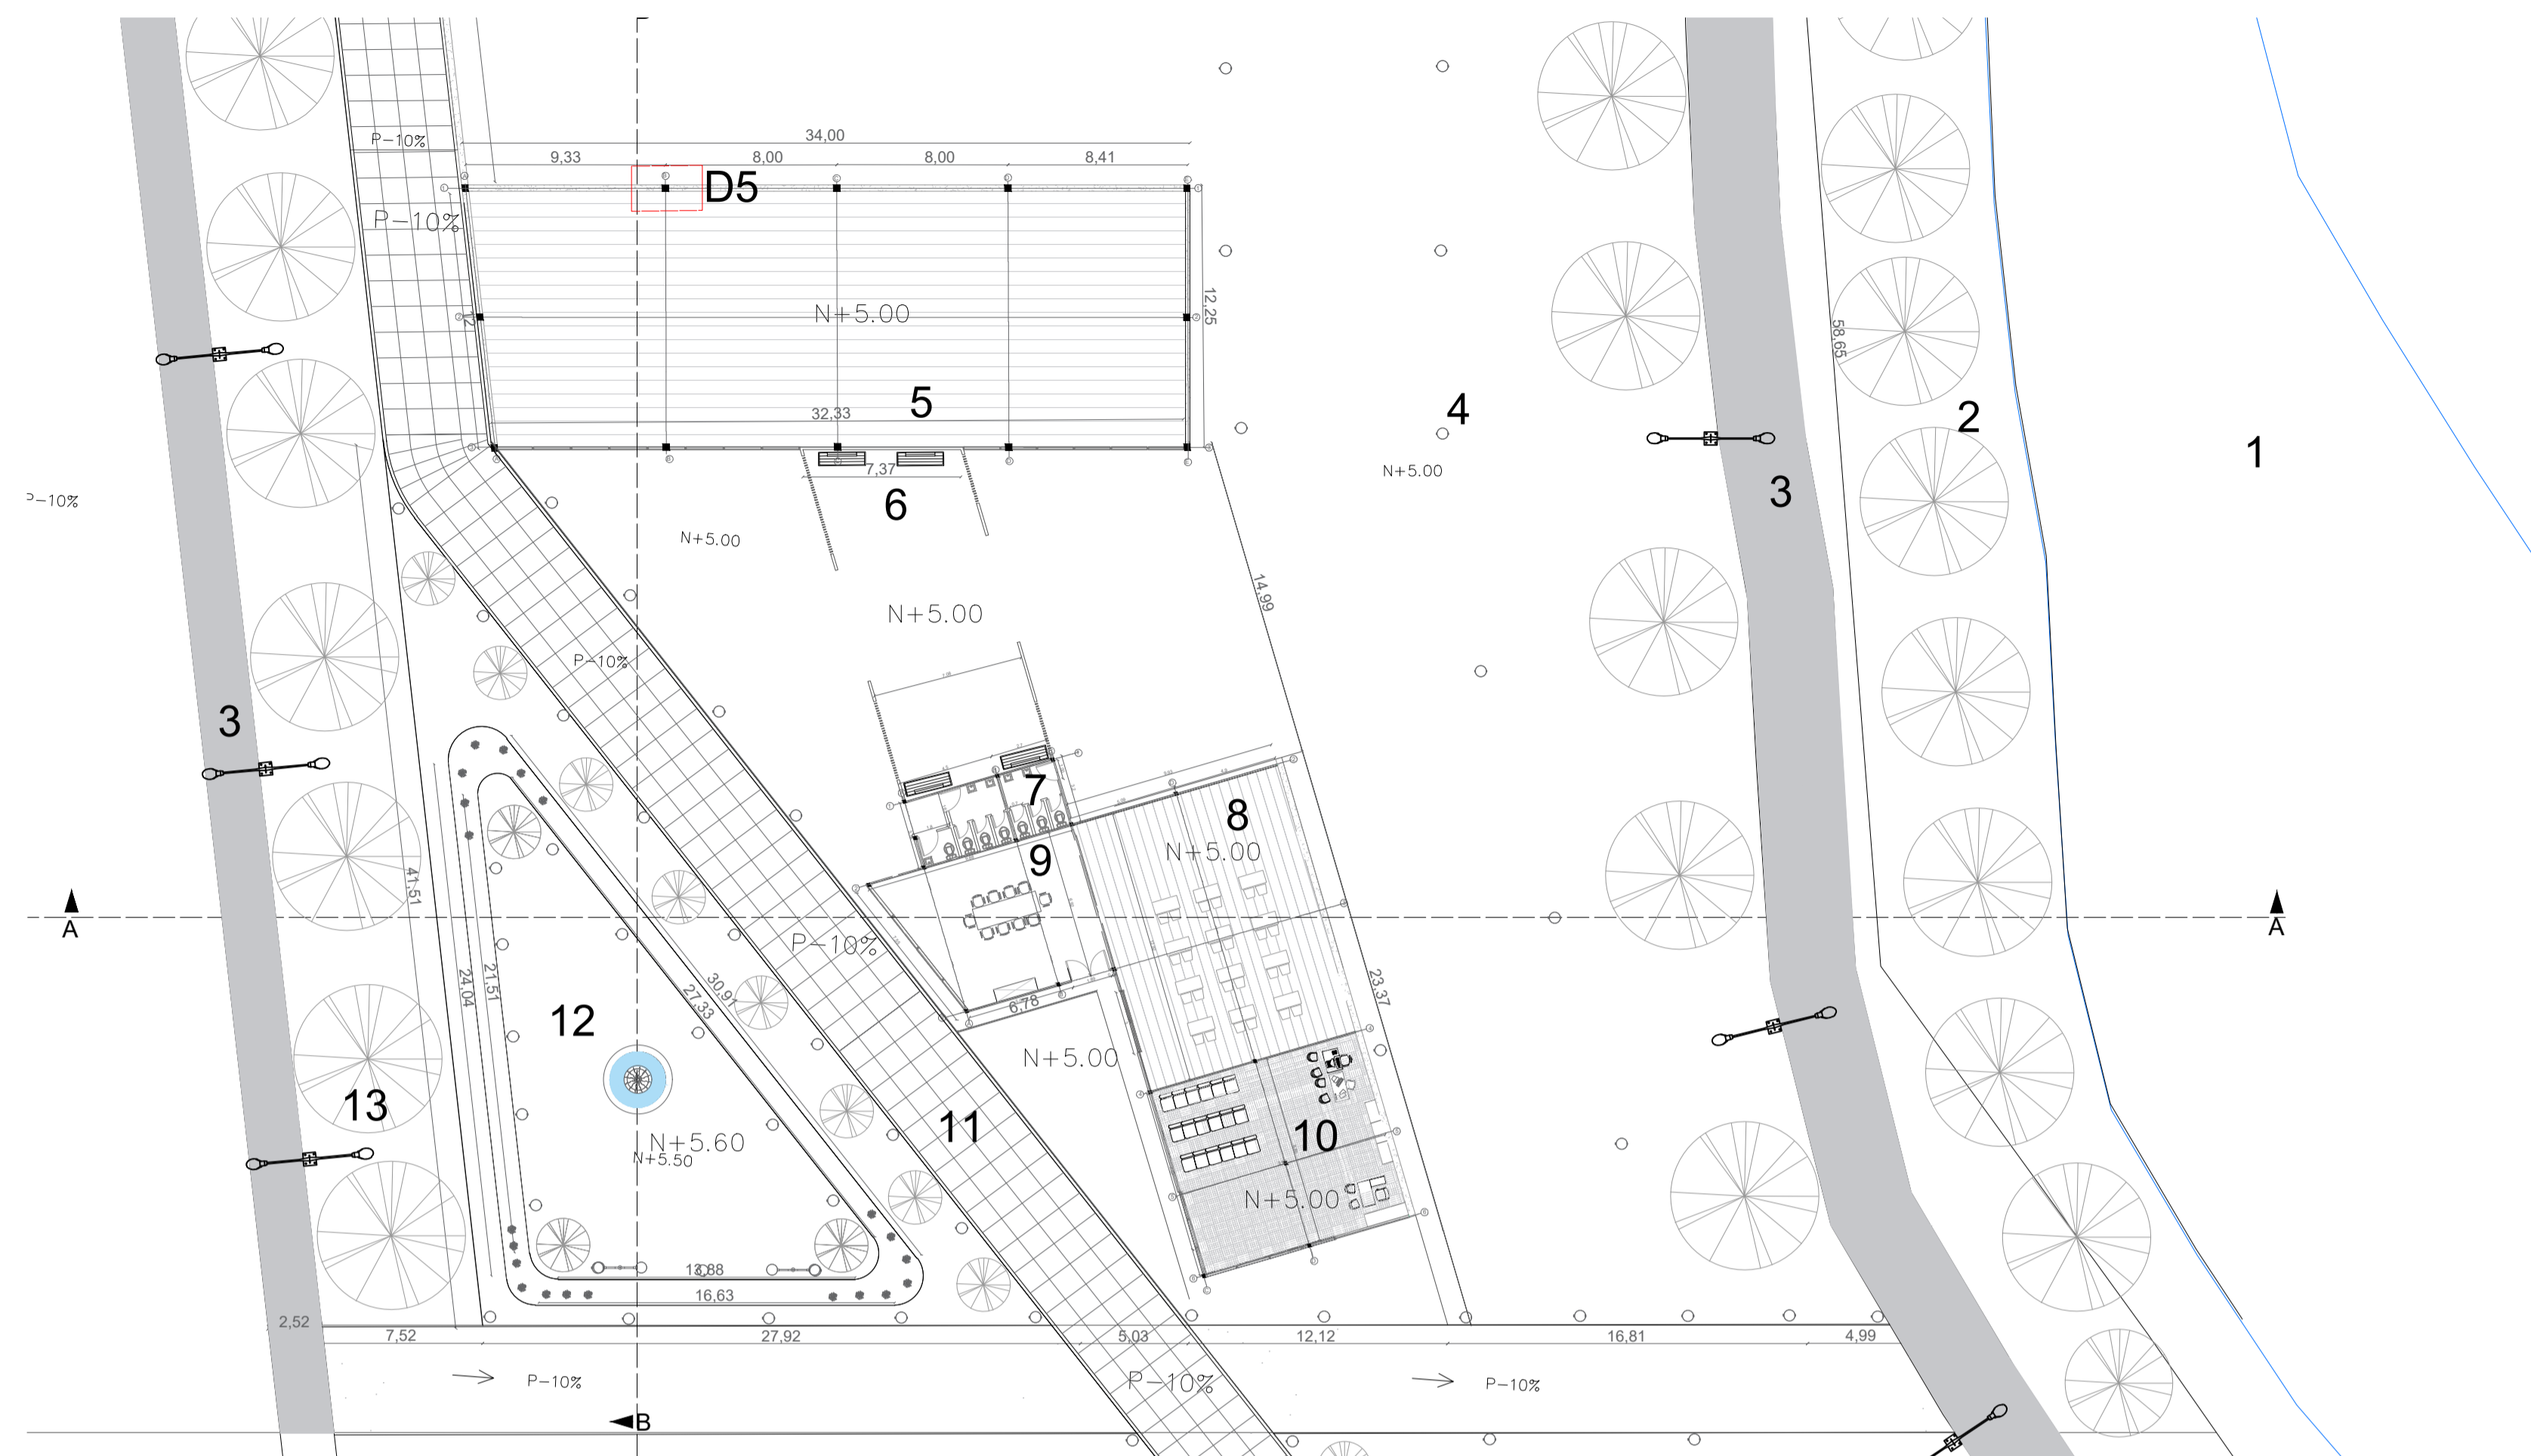 P-10%
34,00
9,33
8,00
8,00
8,41
D5
P-10%
N+5.00
12,25
12
58,65
5
32,33
4
2
1
7,37
N+5.00
3
P-10%
6
N+5.00
14,99
N+5.00
P-10%
3
7
8
N+5.00
9
41,51
A
A
P-10%
24,04
21,51
30,91
27,33
23,37
12
6,78
N+5.00
13
11
10
N+5.60
N+5.50
N+5.00
13,88
16,63
2,52
7,52
27,92
5,03
12,12
16,81
4,99
P-10%
P-10%
P-10%
B